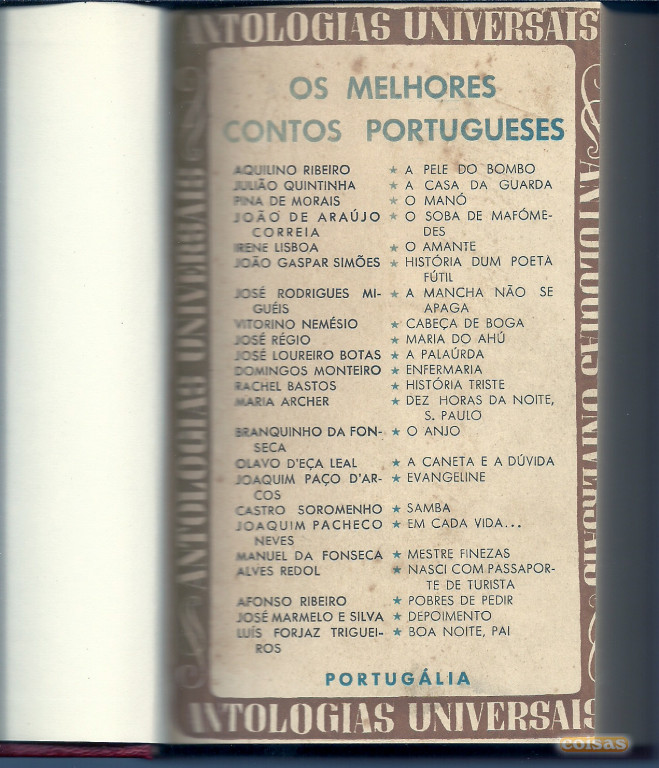 ANTOLOGIAS UNIVERSAIS
OS MELHORES
CONTOS PORTUGUESES
AQUILINO RIBEIRO ★ A PELE DO BOMBO
JULIÃO QUINTINHA ★ A CASA DA GUARDA
PINA DE MORAIS ★ O MANÓ
JOÃO DE ARAÚJO ★ O SOBA DE MAFÓME-
CORREIA DES
IRENE LISBOA ★ O AMANTE
JOÃO GASPAR SIMÕES ★ HISTÓRIA DUM POETA
FÚTIL
JOSÉ RODRIGUES MI- ★ A MANCHA NÃO SE
GUÉIS APAGA
VITORINO NEMÉSIO ★ CABEÇA DE BOGA
JOSÉ RÉGIO ★ MARIA DO AHÚ
JOSÉ LOUREIRO BOTAS ★ A PALAÚRDA
DOMINGOS MONTEIRO ★ ENFERMARIA
RACHEL BASTOS ★ HISTÓRIA TRISTE
MARIA ARCHER ★ DEZ HORAS DA NOITE,
S. PAULO
BRANQUINHO DA FON- ★ O ANJO
SECA
OLAVO D'EÇA LEAL ★ A CANETA E A DÚVIDA
JOAQUIM PAÇO D'AR- ★ EVANGELINE
COS
CASTRO SOROMENHO ★ SAMBA
JOAQUIM PACHECO ★ EM CADA VIDA...
NEVES
MANUEL DA FONSECA ★ MESTRE FINEZAS
ALVES REDOL ★ NASCI COM PASSAPOR-
TE DE TURISTA
AFONSO RIBEIRO ★ POBRES DE PEDIR
JOSÉ MARMELO E SILVA ★ DEPOIMENTO
LUÍS FORJAZ TRIGUEI- ★ BOA NOITE, PAI
ROS
PORTUGÁLIA
ANTOLOGIAS UNIVERSAIS
ANTOLOGIAS UNIVERSAIS
ANTOLOGIAS UNIVERSAIS
coisas